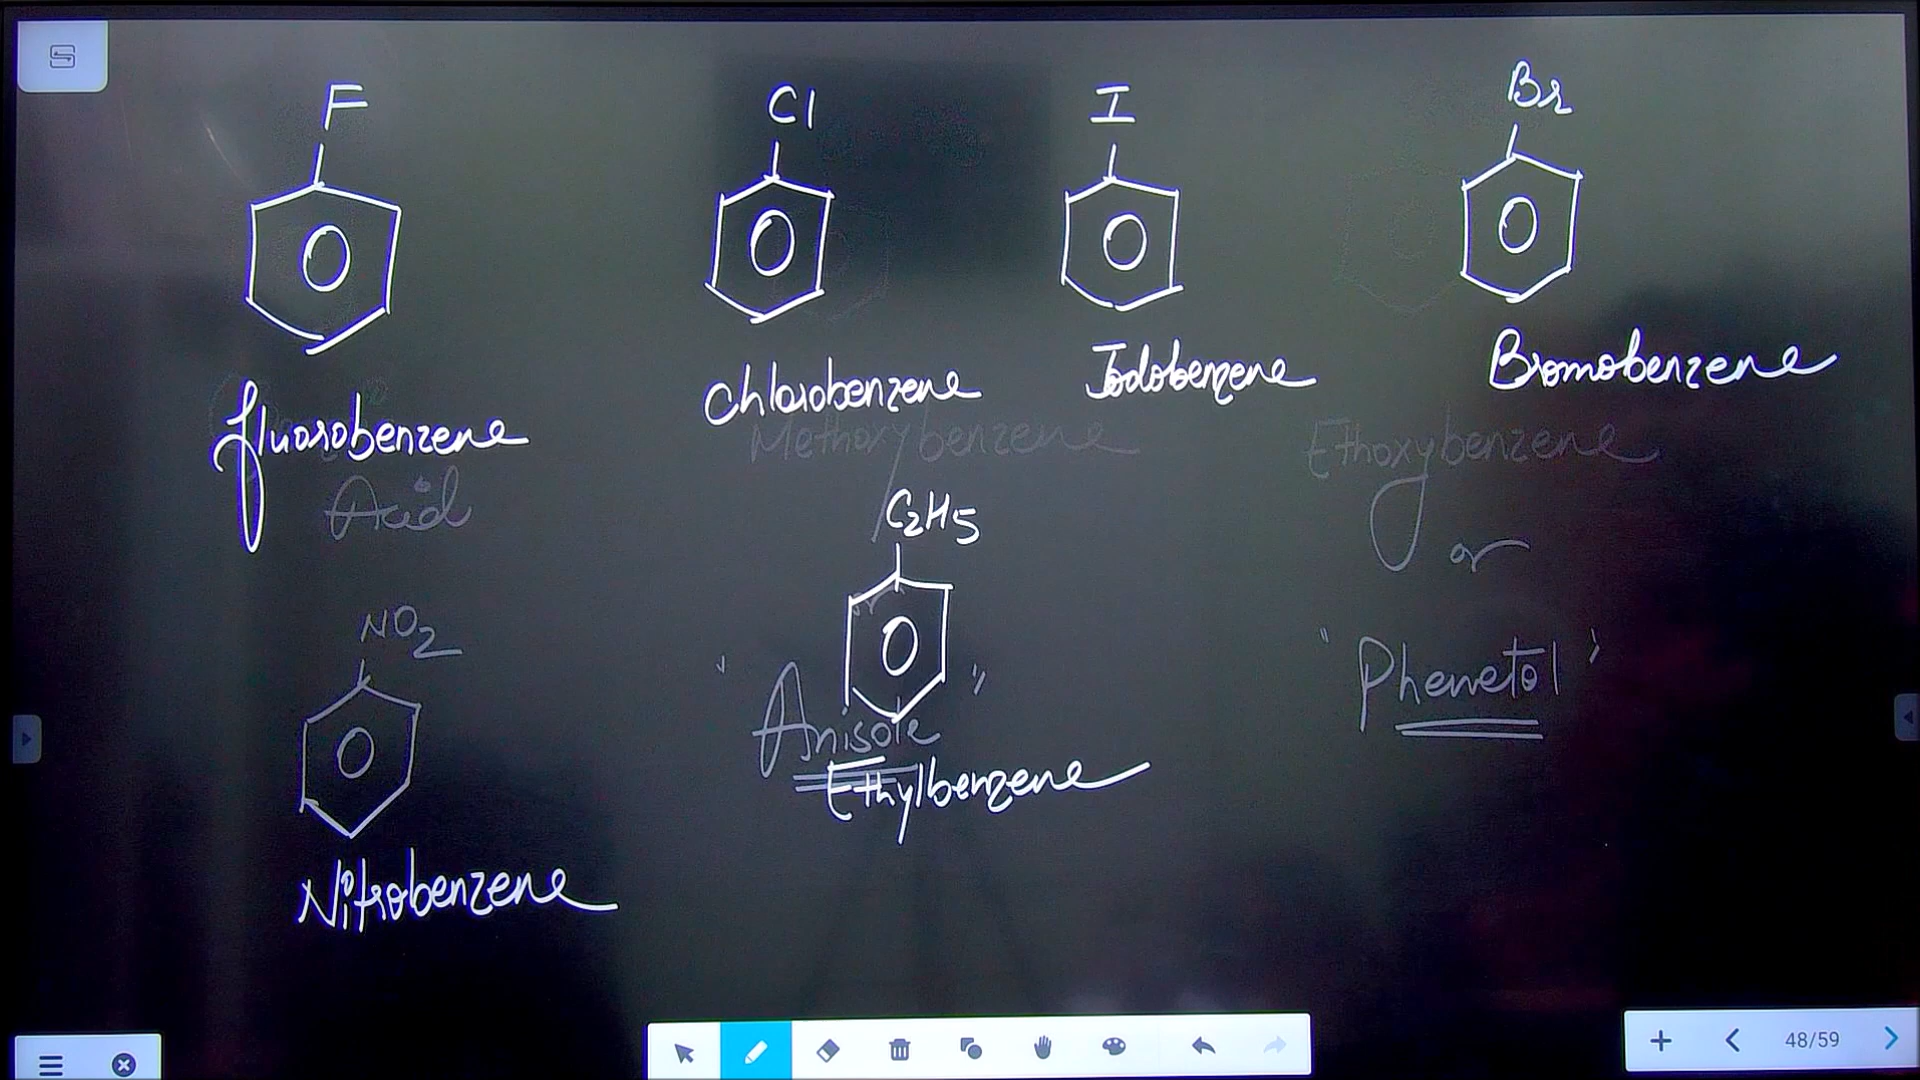 F
Cl
I
Br
fluorobenzene
Chlorobenzene
Iodobenzene
Bromobenzene
Acid
Methoxybenzene
Ethoxybenzene
or
C2H5
NO2
"Anisole"
"Phenetol"
Ethylbenzene
Nitrobenzene
48/59